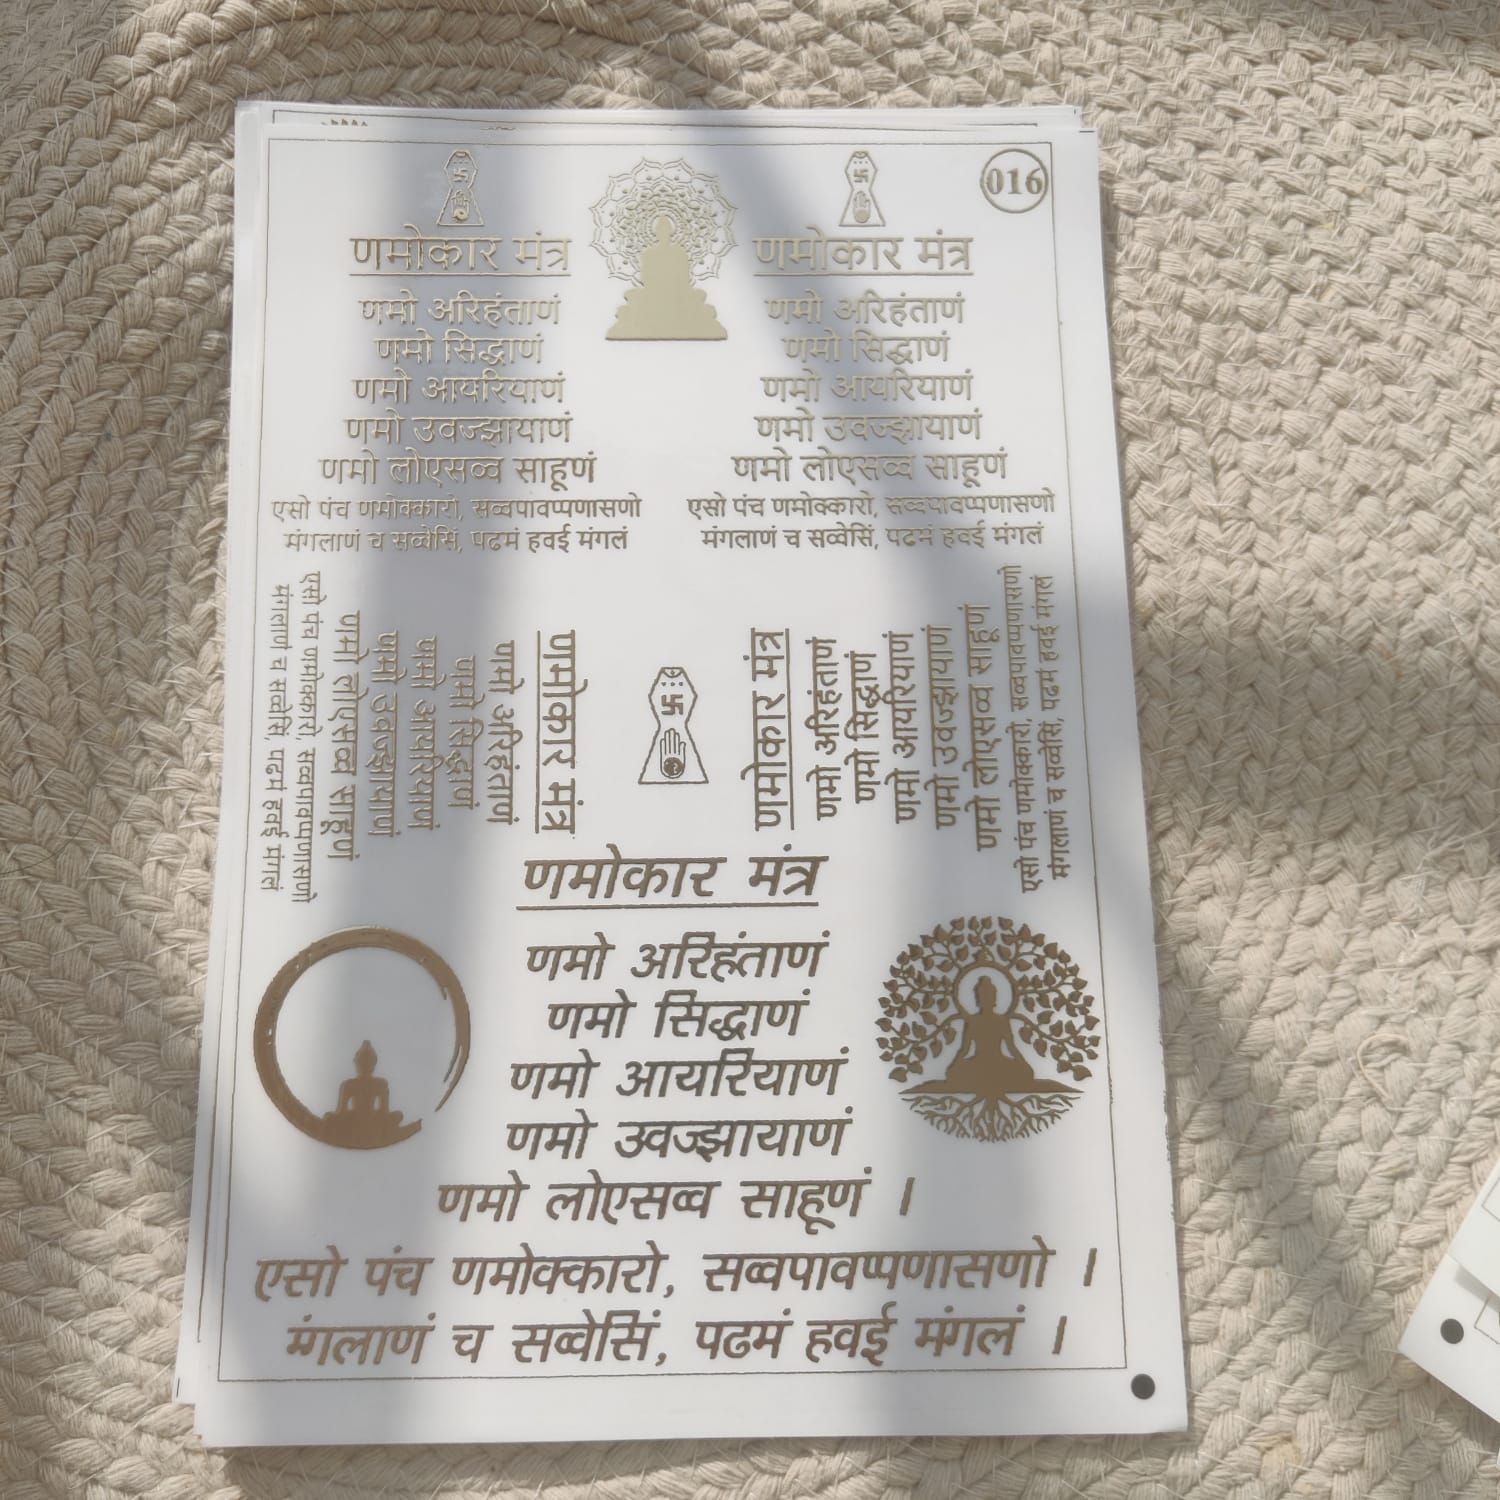 016
णमोकार मंत्र
णमो अरिहंताणं
णमो सिद्धाणं
णमो आयरियाणं
णमो उवज्झायाणं
णमो लोएसव्व साहूणं
एसो पंच णमोक्कारो, सव्वपावप्पणासणो
मंगलाणं च सव्वेसिं, पढमं हवई मंगलं
णमोकार मंत्र
णमो अरिहंताणं
णमो सिद्धाणं
णमो आयरियाणं
णमो उवज्झायाणं
णमो लोएसव्व साहूणं
एसो पंच णमोक्कारो, सव्वपावप्पणासणो
मंगलाणं च सव्वेसिं, पढमं हवई मंगलं
णमोकार मंत्र
णमो अरिहंताणं
णमो सिद्धाणं
णमो आयरियाणं
णमो उवज्झायाणं
णमो लोएसव्व साहूणं
एसो पंच णमोक्कारो, सव्वपावप्पणासणो
मंगलाणं च सव्वेसिं, पढमं हवई मंगलं
णमोकार मंत्र
णमो अरिहंताणं
णमो सिद्धाणं
णमो आयरियाणं
णमो उवज्झायाणं
णमो लोएसव्व साहूणं
एसो पंच णमोक्कारो, सव्वपावप्पणासणो
मंगलाणं च सव्वेसिं, पढमं हवई मंगलं
णमोकार मंत्र
णमो अरिहंताणं
णमो सिद्धाणं
णमो आयरियाणं
णमो उवज्झायाणं
णमो लोएसव्व साहूणं ।
एसो पंच णमोक्कारो, सव्वपावप्पणासणो ।
मंगलाणं च सव्वेसिं, पढमं हवई मंगलं ।